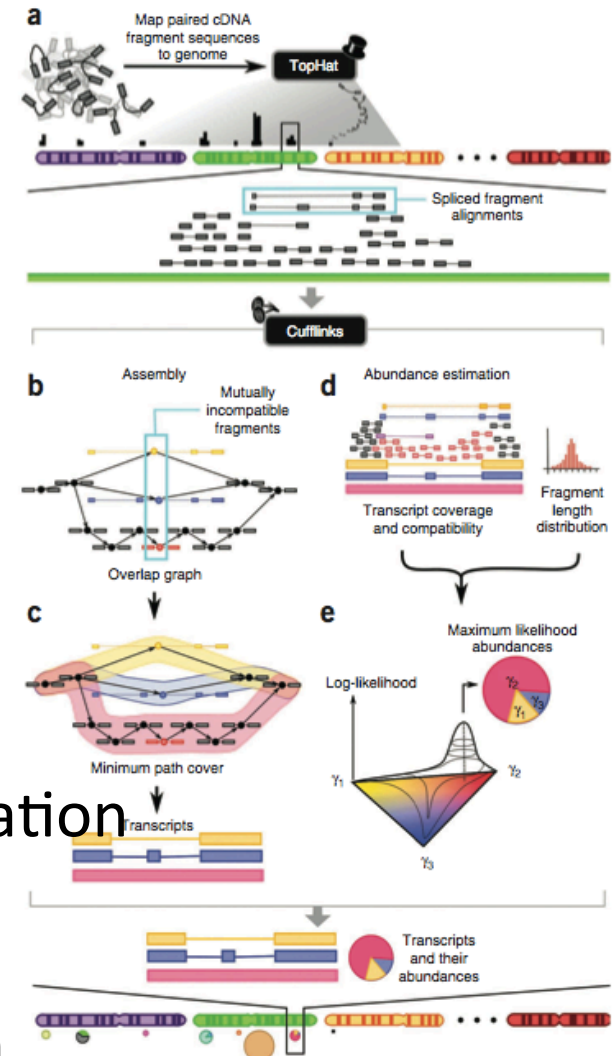 a
Map paired cDNA
fragment sequences
to genome
TopHat
Spliced fragment
alignments
Cufflinks
b
Assembly
Mutually
incompatible
fragments
Overlap graph
d
Abundance estimation
Transcript coverage
and compatibility
Fragment
length
distribution
c
Minimum path cover
ation
Transcripts
e
Maximum likelihood
abundances
Log-likelihood
γ2
γ3
γ1
γ1
γ2
γ3
Transcripts
and their
abundances